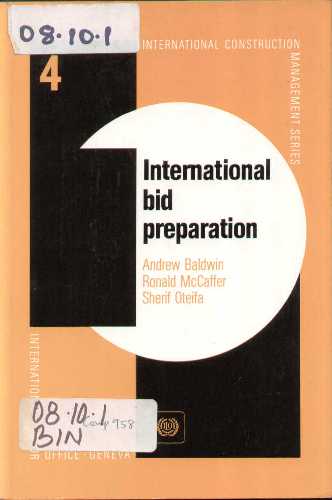 08.10.1
INTERNATIONAL CONSTRUCTION
MANAGEMENT SERIES
4
International
bid
preparation
Andrew Baldwin
Ronald McCaffer
Sherif Oteifa
08.10.1
958
BIN
OFFICE · GENEVA